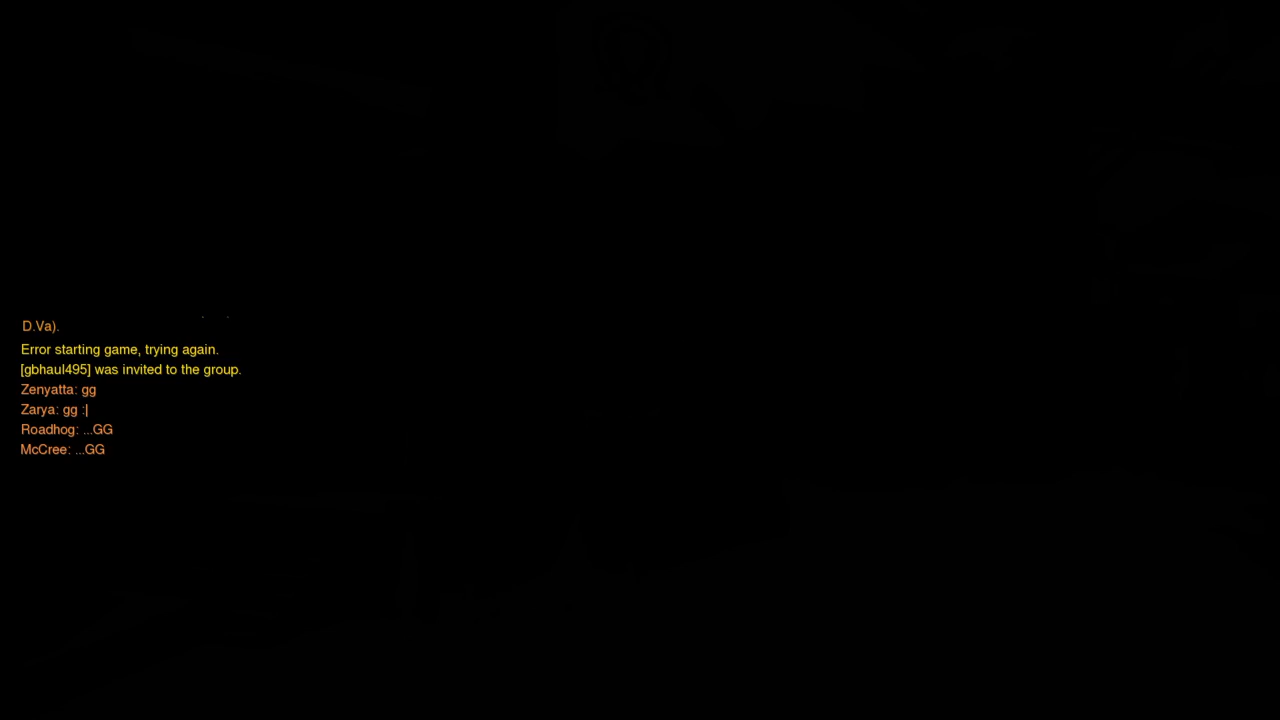 D.Va).
Error starting game, trying again.
[gbhaul495] was invited to the group.
Zenyatta: gg
Zarya: gg :|
Roadhog: ...GG
McCree: ...GG